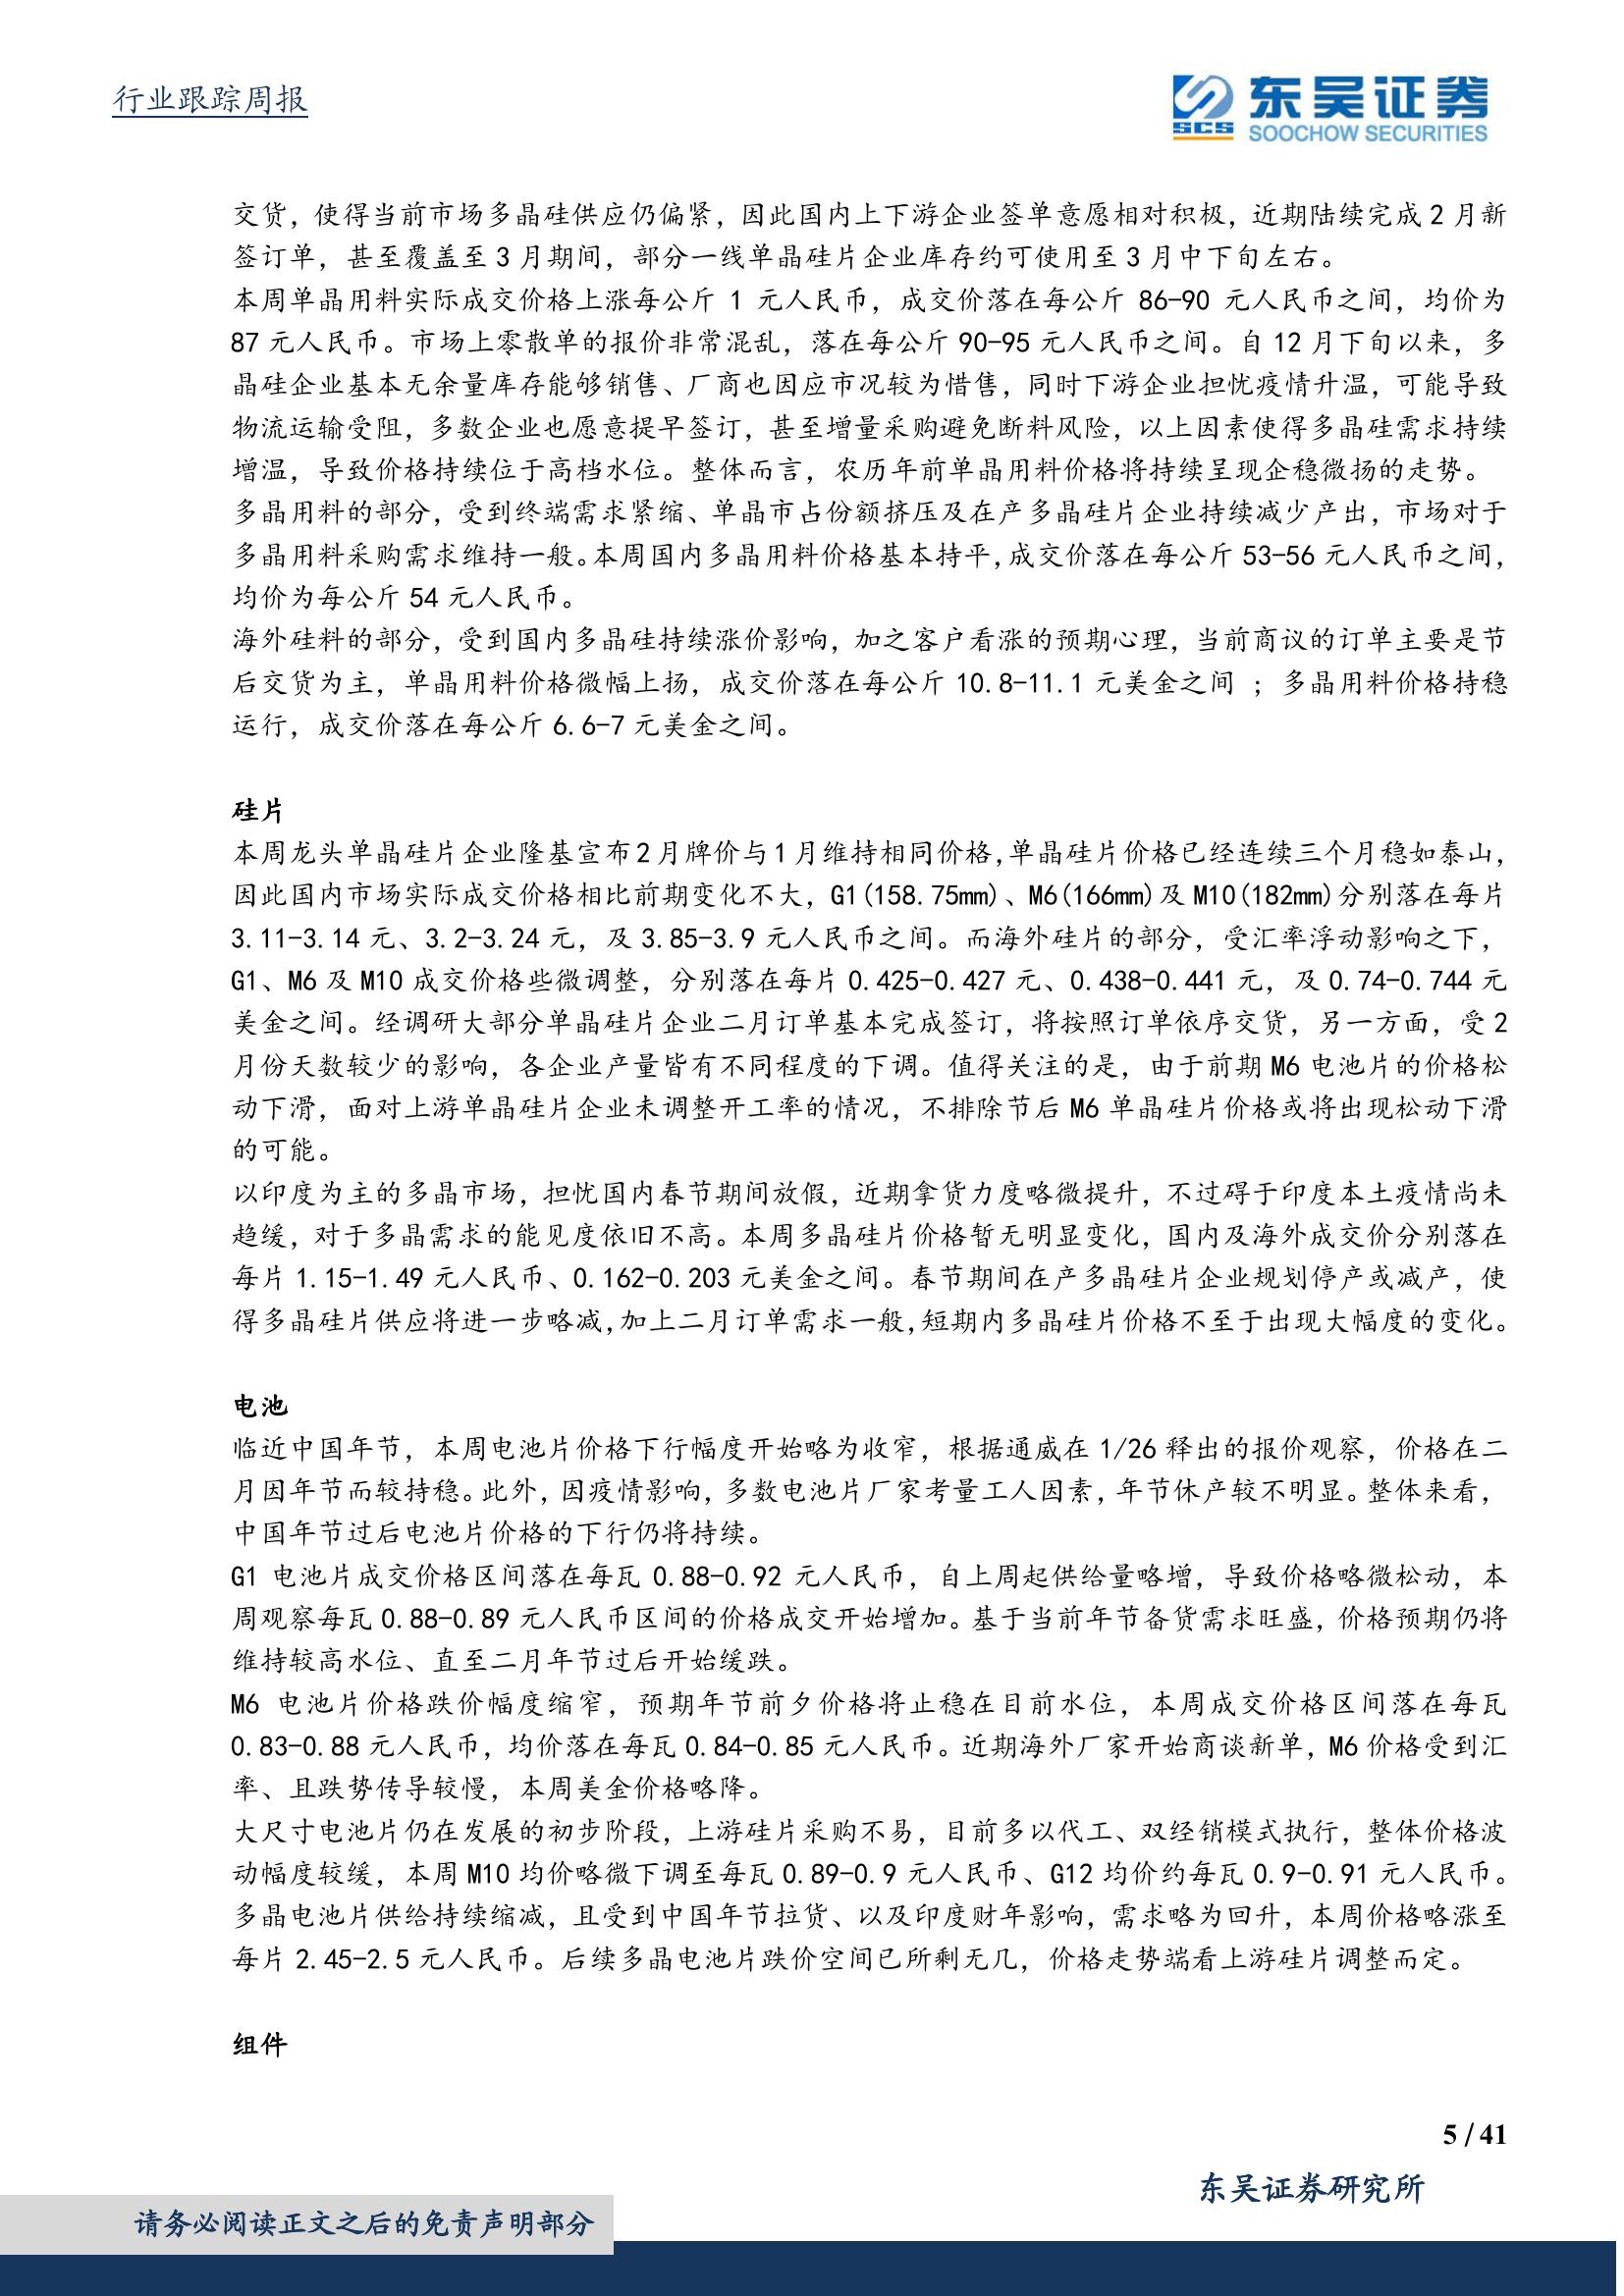 行业跟踪周报
东吴证券
SCS
SOOCHOW SECURITIES
交货，使得当前市场多晶硅供应仍偏紧，因此国内上下游企业签单意愿相对积极，近期陆续完成 2 月新
签订单，甚至覆盖至 3 月期间，部分一线单晶硅片企业库存约可使用至 3 月中下旬左右。
本周单晶用料实际成交价格上涨每公斤 1 元人民币，成交价落在每公斤 86-90 元人民币之间，均价为
87 元人民币。市场上零散单的报价非常混乱，落在每公斤 90-95 元人民币之间。自 12 月下旬以来，多
晶硅企业基本无余量库存能够销售、厂商也因应市况较为惜售，同时下游企业担忧疫情升温，可能导致
物流运输受阻，多数企业也愿意提早签订，甚至增量采购避免断料风险，以上因素使得多晶硅需求持续
增温，导致价格持续位于高档水位。整体而言，农历年前单晶用料价格将持续呈现企稳微扬的走势。
多晶用料的部分，受到终端需求紧缩、单晶市占份额挤压及在产多晶硅片企业持续减少产出，市场对于
多晶用料采购需求维持一般。本周国内多晶用料价格基本持平，成交价落在每公斤 53-56 元人民币之间，
均价为每公斤 54 元人民币。
海外硅料的部分，受到国内多晶硅持续涨价影响，加之客户看涨的预期心理，当前商议的订单主要是节
后交货为主，单晶用料价格微幅上扬，成交价落在每公斤 10.8-11.1 元美金之间 ；多晶用料价格持稳
运行，成交价落在每公斤 6.6-7 元美金之间。
硅片
本周龙头单晶硅片企业隆基宣布 2 月牌价与 1 月维持相同价格，单晶硅片价格已经连续三个月稳如泰山，
因此国内市场实际成交价格相比前期变化不大，G1(158.75mm)、M6(166mm)及 M10(182mm)分别落在每片
3.11-3.14 元、3.2-3.24 元，及 3.85-3.9 元人民币之间。而海外硅片的部分，受汇率浮动影响之下，
G1、M6 及 M10 成交价格些微调整，分别落在每片 0.425-0.427 元、0.438-0.441 元，及 0.74-0.744 元
美金之间。经调研大部分单晶硅片企业二月订单基本完成签订，将按照订单依序交货，另一方面，受 2
月份天数较少的影响，各企业产量皆有不同程度的下调。值得关注的是，由于前期 M6 电池片的价格松
动下滑，面对上游单晶硅片企业未调整开工率的情况，不排除节后 M6 单晶硅片价格或将出现松动下滑
的可能。
以印度为主的多晶市场，担忧国内春节期间放假，近期拿货力度略微提升，不过碍于印度本土疫情尚未
趋缓，对于多晶需求的能见度依旧不高。本周多晶硅片价格暂无明显变化，国内及海外成交价分别落在
每片 1.15-1.49 元人民币、0.162-0.203 元美金之间。春节期间在产多晶硅片企业规划停产或减产，使
得多晶硅片供应将进一步略减，加上二月订单需求一般，短期内多晶硅片价格不至于出现大幅度的变化。
电池
临近中国年节，本周电池片价格下行幅度开始略为收窄，根据通威在 1/26 释出的报价观察，价格在二
月因年节而较持稳。此外，因疫情影响，多数电池片厂家考量工人因素，年节休产较不明显。整体来看，
中国年节过后电池片价格的下行仍将持续。
G1 电池片成交价格区间落在每瓦 0.88-0.92 元人民币，自上周起供给量略增，导致价格略微松动，本
周观察每瓦 0.88-0.89 元人民币区间的价格成交开始增加。基于当前年节备货需求旺盛，价格预期仍将
维持较高水位、直至二月年节过后开始缓跌。
M6 电池片价格跌价幅度缩窄，预期年节前夕价格将止稳在目前水位，本周成交价格区间落在每瓦
0.83-0.88 元人民币，均价落在每瓦 0.84-0.85 元人民币。近期海外厂家开始商谈新单，M6 价格受到汇
率、且跌势传导较慢，本周美金价格略降。
大尺寸电池片仍在发展的初步阶段，上游硅片采购不易，目前多以代工、双经销模式执行，整体价格波
动幅度较缓，本周 M10 均价略微下调至每瓦 0.89-0.9 元人民币、G12 均价约每瓦 0.9-0.91 元人民币。
多晶电池片供给持续缩减，且受到中国年节拉货、以及印度财年影响，需求略为回升，本周价格略涨至
每片 2.45-2.5 元人民币。后续多晶电池片跌价空间已所剩无几，价格走势端看上游硅片调整而定。
组件
5 / 41
东吴证券研究所
请务必阅读正文之后的免责声明部分